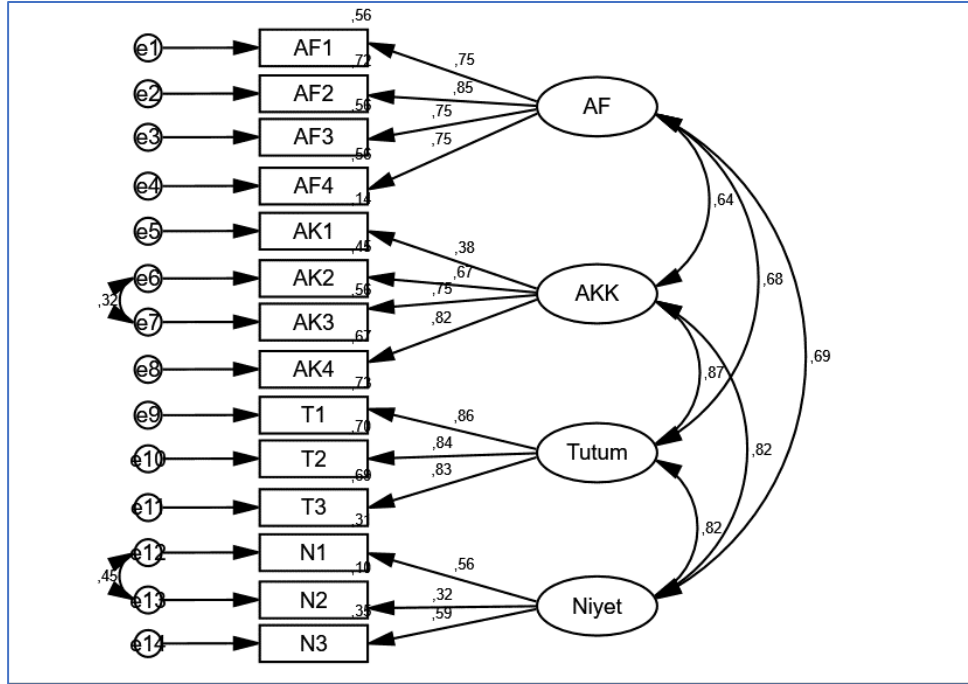 ,56
e1 AF1 ,75
,72
e2 AF2 ,85 AF
,56
e3 AF3 ,75
,56
e4 AF4 ,75
,14
e5 AK1 ,38 ,64
,45
e6 AK2 ,67 ,68
,56
,32 e7 AK3 ,75 AKK
,67
e8 AK4 ,82 ,69
,73
e9 T1 ,86 ,87
,70
e10 T2 ,84 Tutum ,82
,69
e11 T3 ,83
,31
e12 N1 ,56 ,82
,10
,45 e13 N2 ,32 Niyet
,35
e14 N3 ,59